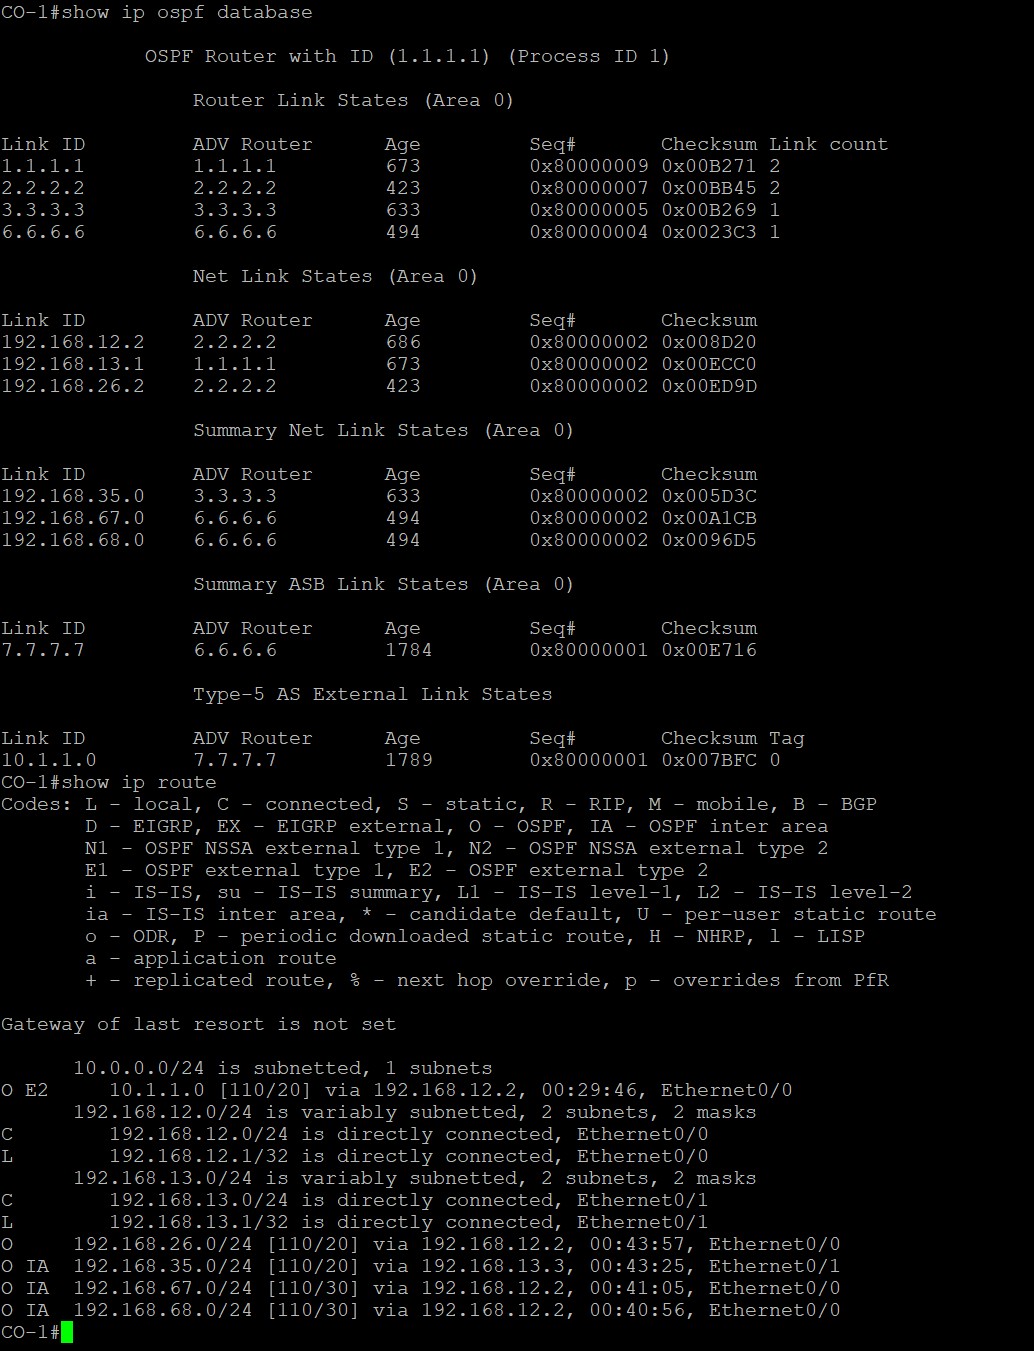 CO-1#show ip ospf database
OSPF Router with ID (1.1.1.1) (Process ID 1)
Router Link States (Area 0)
Link ID ADV Router Age Seq# Checksum Link count
1.1.1.1 1.1.1.1 673 0x80000009 0x00B271 2
2.2.2.2 2.2.2.2 423 0x80000007 0x00BB45 2
3.3.3.3 3.3.3.3 633 0x80000005 0x00B269 1
6.6.6.6 6.6.6.6 494 0x80000004 0x0023C3 1
Net Link States (Area 0)
Link ID ADV Router Age Seq# Checksum
192.168.12.2 2.2.2.2 686 0x80000002 0x008D20
192.168.13.1 1.1.1.1 673 0x80000002 0x00ECC0
192.168.26.2 2.2.2.2 423 0x80000002 0x00ED9D
Summary Net Link States (Area 0)
Link ID ADV Router Age Seq# Checksum
192.168.35.0 3.3.3.3 633 0x80000002 0x005D3C
192.168.67.0 6.6.6.6 494 0x80000002 0x00A1CB
192.168.68.0 6.6.6.6 494 0x80000002 0x0096D5
Summary ASB Link States (Area 0)
Link ID ADV Router Age Seq# Checksum
7.7.7.7 6.6.6.6 1784 0x80000001 0x00E716
Type-5 AS External Link States
Link ID ADV Router Age Seq# Checksum Tag
10.1.1.0 7.7.7.7 1789 0x80000001 0x007BFC 0
CO-1#show ip route
Codes: L - local, C - connected, S - static, R - RIP, M - mobile, B - BGP
D - EIGRP, EX - EIGRP external, O - OSPF, IA - OSPF inter area
N1 - OSPF NSSA external type 1, N2 - OSPF NSSA external type 2
E1 - OSPF external type 1, E2 - OSPF external type 2
i - IS-IS, su - IS-IS summary, L1 - IS-IS level-1, L2 - IS-IS level-2
ia - IS-IS inter area, * - candidate default, U - per-user static route
o - ODR, P - periodic downloaded static route, H - NHRP, l - LISP
a - application route
+ - replicated route, % - next hop override, p - overrides from PfR
Gateway of last resort is not set
10.0.0.0/24 is subnetted, 1 subnets
O E2 10.1.1.0 [110/20] via 192.168.12.2, 00:29:46, Ethernet0/0
192.168.12.0/24 is variably subnetted, 2 subnets, 2 masks
C 192.168.12.0/24 is directly connected, Ethernet0/0
L 192.168.12.1/32 is directly connected, Ethernet0/0
192.168.13.0/24 is variably subnetted, 2 subnets, 2 masks
C 192.168.13.0/24 is directly connected, Ethernet0/1
L 192.168.13.1/32 is directly connected, Ethernet0/1
O 192.168.26.0/24 [110/20] via 192.168.12.2, 00:43:57, Ethernet0/0
O IA 192.168.35.0/24 [110/20] via 192.168.13.3, 00:43:25, Ethernet0/1
O IA 192.168.67.0/24 [110/30] via 192.168.12.2, 00:41:05, Ethernet0/0
O IA 192.168.68.0/24 [110/30] via 192.168.12.2, 00:40:56, Ethernet0/0
CO-1#